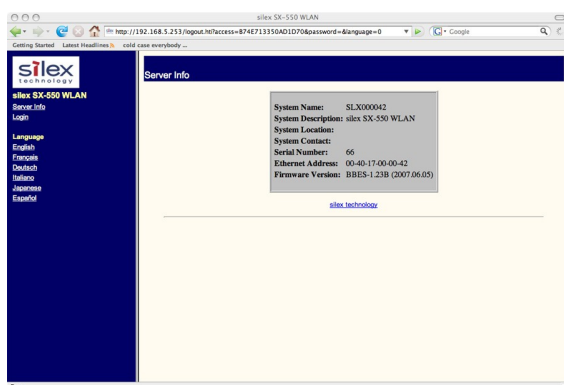 silex SX-550 WLAN
http://192.168.5.253/logout.htl?access=B74E713350AD1D70&password=&language=0
Google
Getting Started Latest Headlines cold case everybody ...
silex
technology
silex SX-550 WLAN
Server Info
Login
Language
English
Français
Deutsch
Italiano
Japanese
Español
Server Info
System Name: SLX000042
System Description: silex SX-550 WLAN
System Location:
System Contact:
Serial Number: 66
Ethernet Address: 00-40-17-00-00-42
Firmware Version: BBES-1.23B (2007.06.05)
silex technology